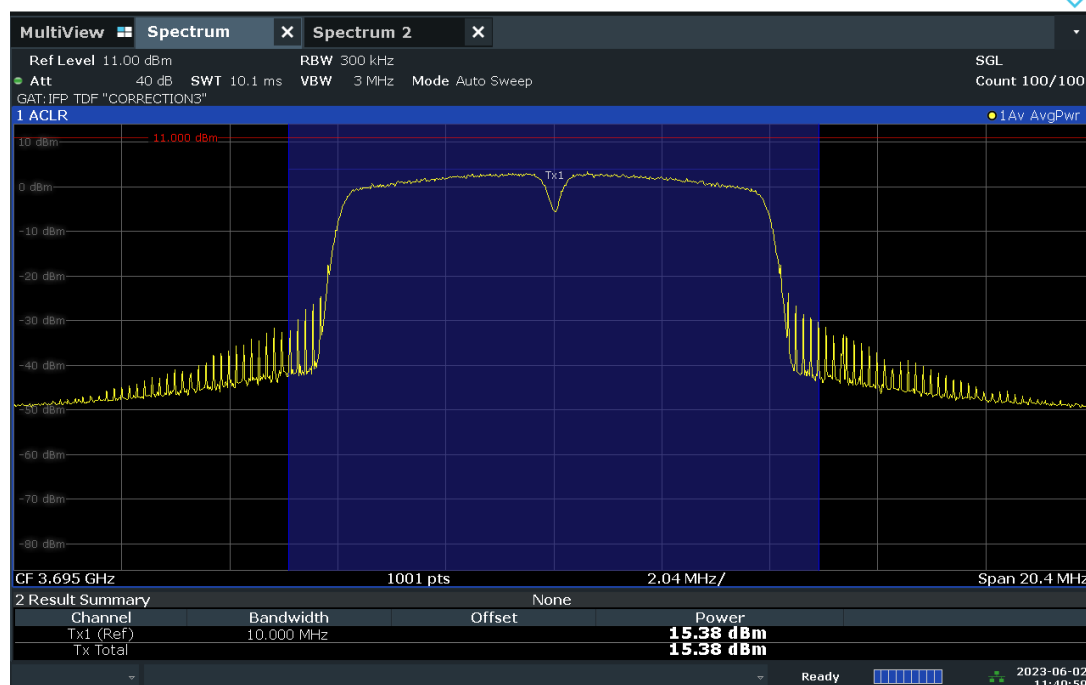 MultiView Spectrum × Spectrum 2 ×
Ref Level 11.00 dBm RBW 300 kHz SGL
Att 40 dB SWT 10.1 ms VBW 3 MHz Mode Auto Sweep Count 100/100
GAT:IFP TDF "CORRECTION3"
1 ACLR 1Av AvgPwr
10 dBm 11.000 dBm
Tx1
0 dBm
-10 dBm
-20 dBm
-30 dBm
-40 dBm
-50 dBm
-60 dBm
-70 dBm
-80 dBm
CF 3.695 GHz 1001 pts 2.04 MHz/ Span 20.4 MHz
2 Result Summary None
Channel Bandwidth Offset Power
Tx1 (Ref) 10.000 MHz 15.38 dBm
Tx Total 15.38 dBm
Ready 2023-06-02
11:40:50